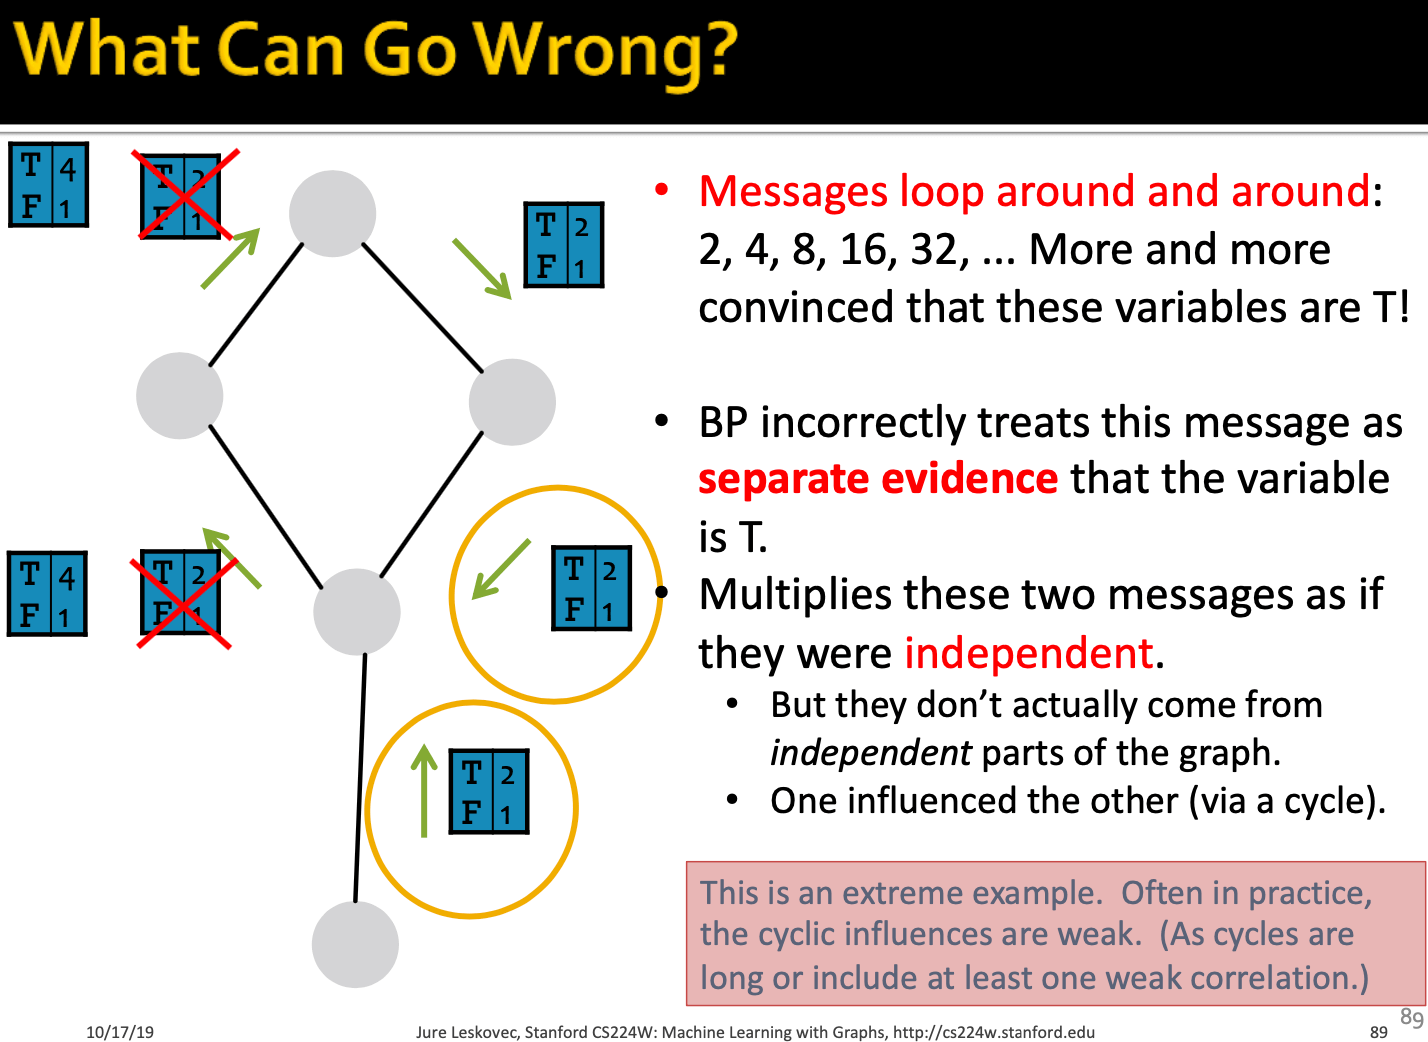 What Can Go Wrong?
T 4
F 1
T 2
F 1
T 2
F 1
T 4
F 1
T 2
F 1
T 2
F 1
T 2
F 1
• Messages loop around and around:
2, 4, 8, 16, 32, ... More and more
convinced that these variables are T!
• BP incorrectly treats this message as
separate evidence that the variable
is T.
• Multiplies these two messages as if
they were independent.
• But they don’t actually come from
independent parts of the graph.
• One influenced the other (via a cycle).
This is an extreme example. Often in practice,
the cyclic influences are weak. (As cycles are
long or include at least one weak correlation.)
10/17/19
Jure Leskovec, Stanford CS224W: Machine Learning with Graphs, http://cs224w.stanford.edu
89
89